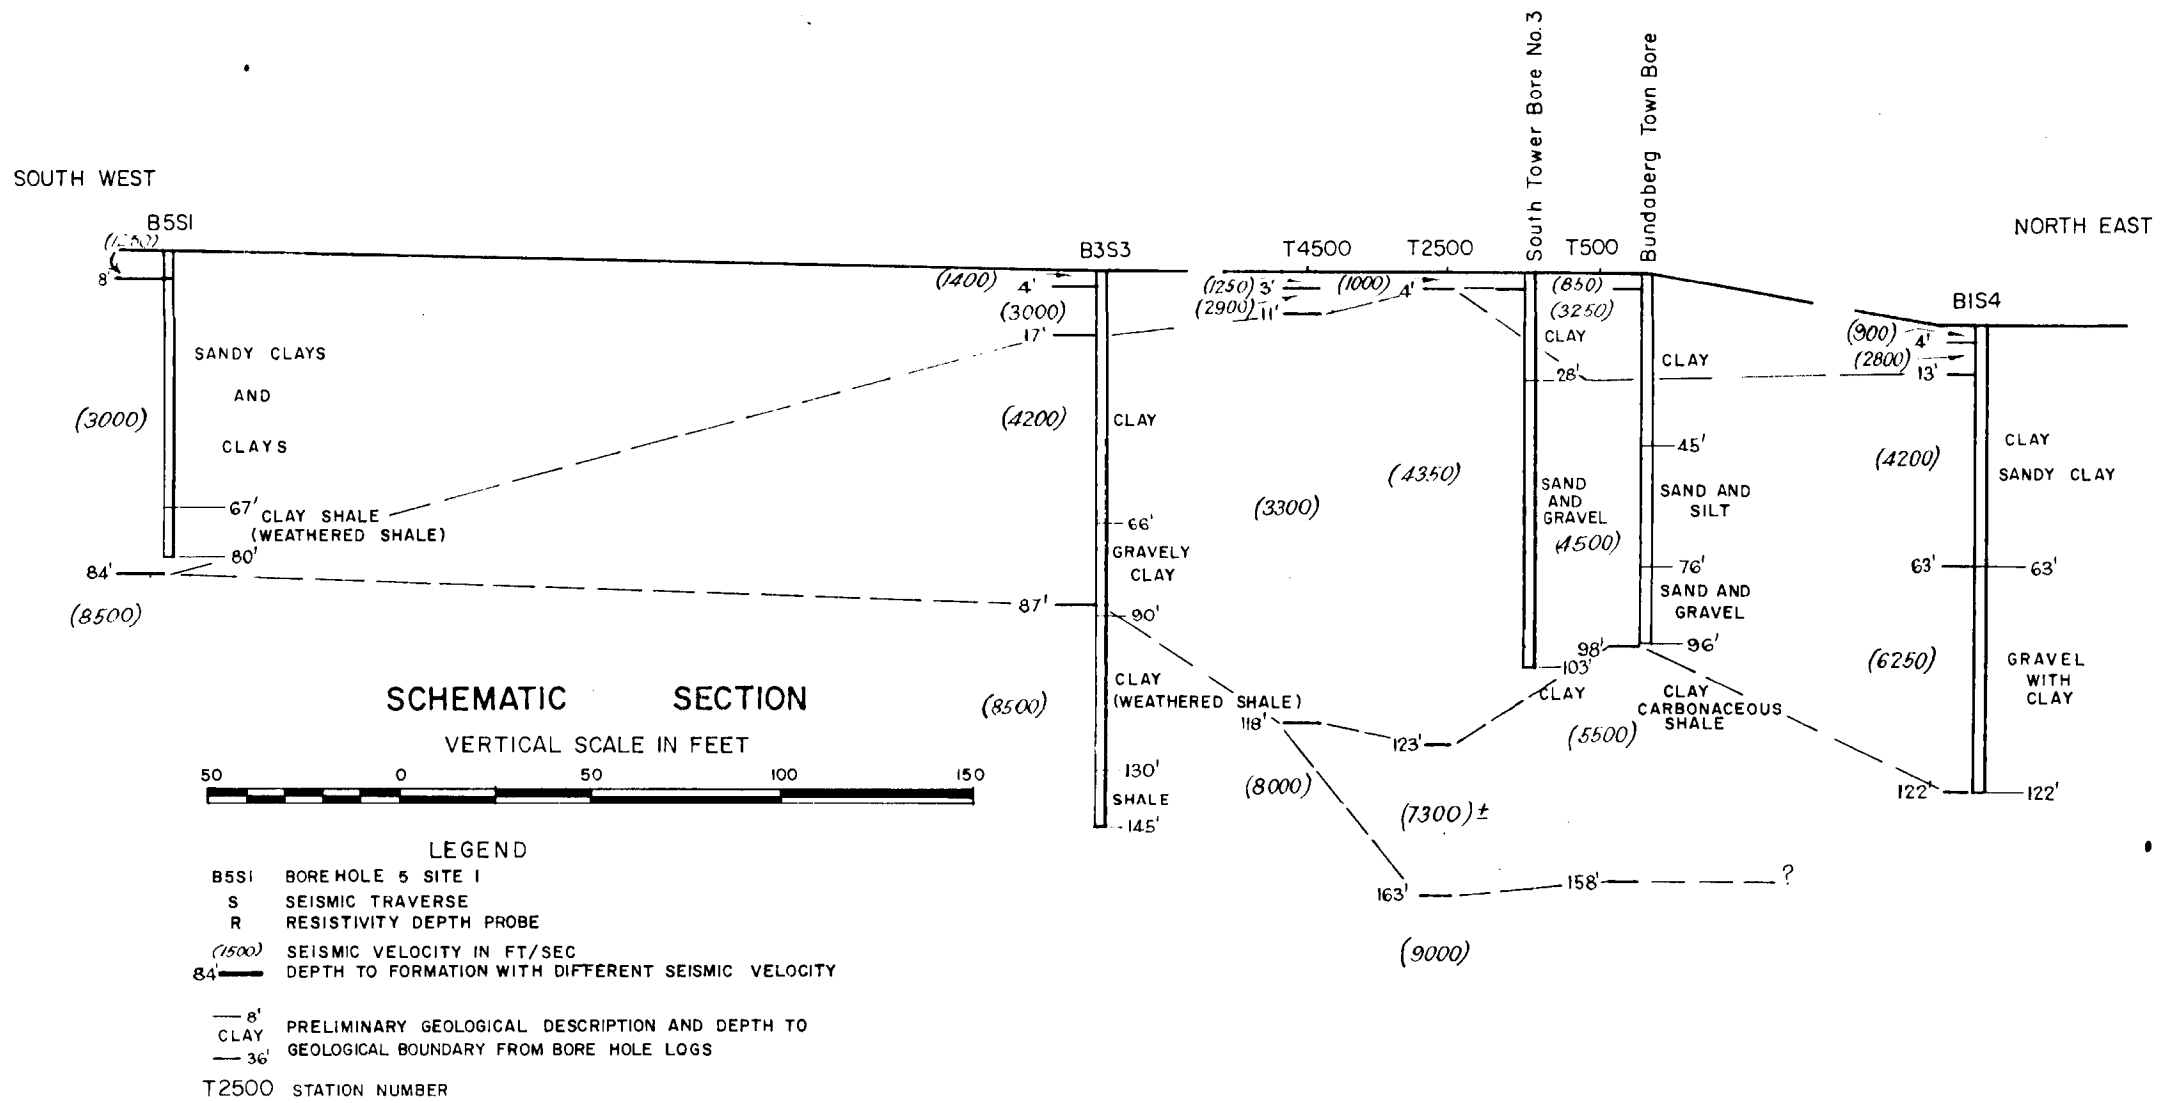 South Tower Bore No. 3
Bundaberg Town Bore
SOUTH WEST
NORTH EAST
B5S1
B3S3
T4500
T2500
T500
B1S4
8'
(1400)
4'
(3000)
17'
(1250) 3'
(2900) 11'
(1000) 4'
(850)
(3250)
CLAY
28'
CLAY
(900) 4'
(2800)
13'
SANDY CLAYS
AND
CLAYS
(3000)
67'
CLAY SHALE
(WEATHERED SHALE)
80'
84'
(8500)
(4200)
CLAY
66'
GRAVELY
CLAY
87'
90'
CLAY
(WEATHERED SHALE)
(8500)
130'
SHALE
145'
(3300)
118'
(8000)
(4350)
123'
(7300) ±
163'
(9000)
SAND
AND
GRAVEL
(4500)
98'
103'
CLAY
(5500)
158'
?
45'
SAND AND
SILT
76'
SAND AND
GRAVEL
96'
CLAY
CARBONACEOUS
SHALE
(4200)
CLAY
SANDY CLAY
63'
63'
(6250)
GRAVEL
WITH
CLAY
122'
122'
SCHEMATIC SECTION
VERTICAL SCALE IN FEET
50 0 50 100 150
LEGEND
B5S1 BORE HOLE 5 SITE 1
S SEISMIC TRAVERSE
R RESISTIVITY DEPTH PROBE
(1500) SEISMIC VELOCITY IN FT/SEC
84' DEPTH TO FORMATION WITH DIFFERENT SEISMIC VELOCITY
8'
CLAY
36'
PRELIMINARY GEOLOGICAL DESCRIPTION AND DEPTH TO
GEOLOGICAL BOUNDARY FROM BORE HOLE LOGS
T2500 STATION NUMBER